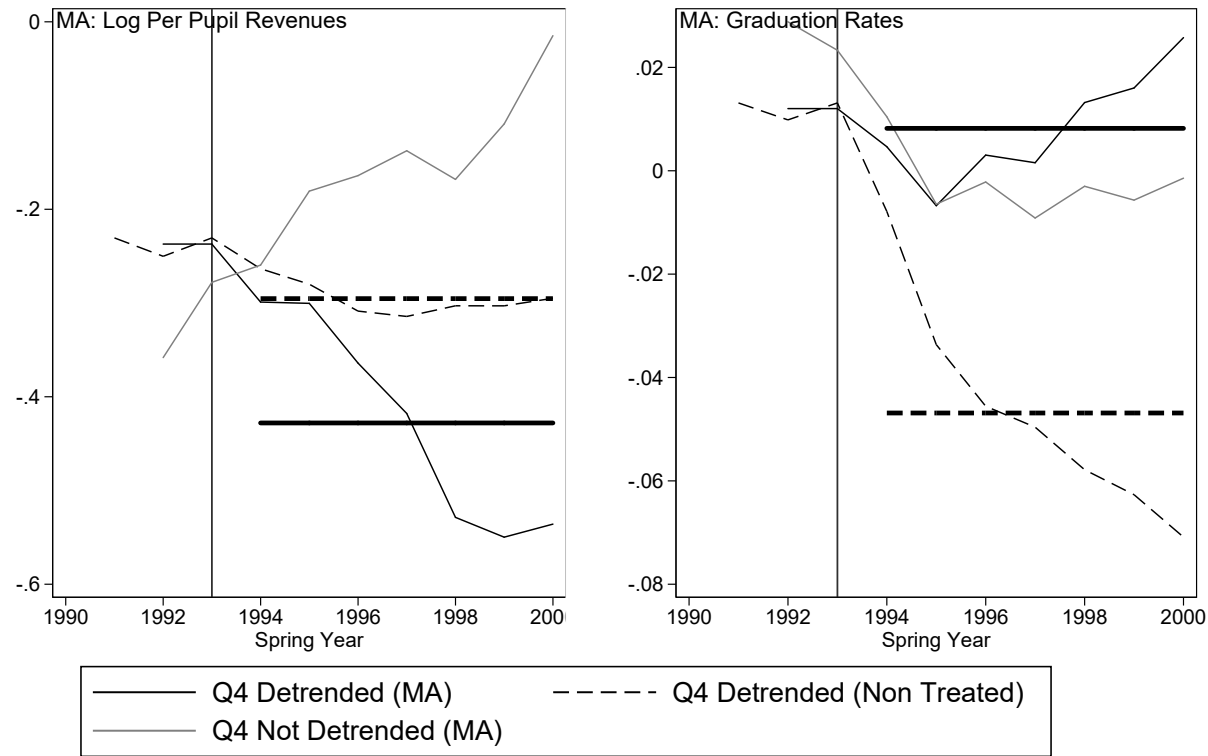 MA: Log Per Pupil Revenues
0
-.2
-.4
-.6
1990 1992 1994 1996 1998 200
Spring Year
MA: Graduation Rates
.02
0
-.02
-.04
-.06
-.08
1990 1992 1994 1996 1998 2000
Spring Year
Q4 Detrended (MA) Q4 Detrended (Non Treated)
Q4 Not Detrended (MA)